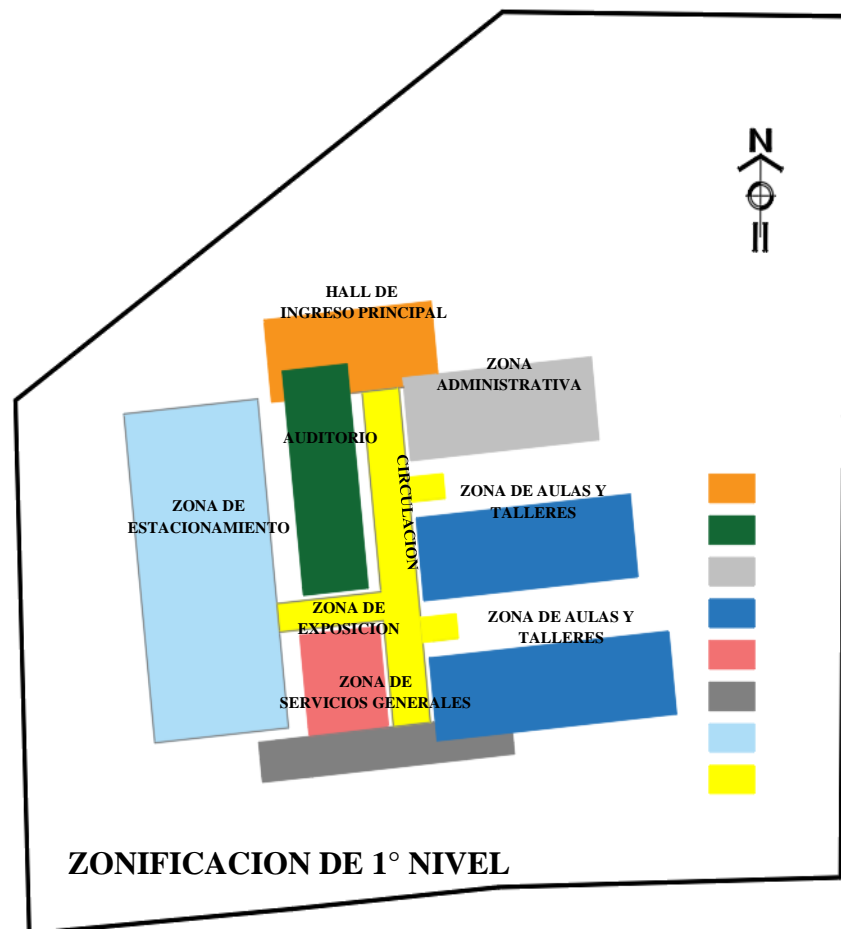 N
HALL DE
INGRESO PRINCIPAL
ZONA
ADMINISTRATIVA
AUDITORIO
CIRCULACION
ZONA DE AULAS Y
TALLERES
ZONA DE
ESTACIONAMIENTO
ZONA DE
EXPOSICION
ZONA DE AULAS Y
TALLERES
ZONA DE
SERVICIOS GENERALES
ZONIFICACION DE 1° NIVEL